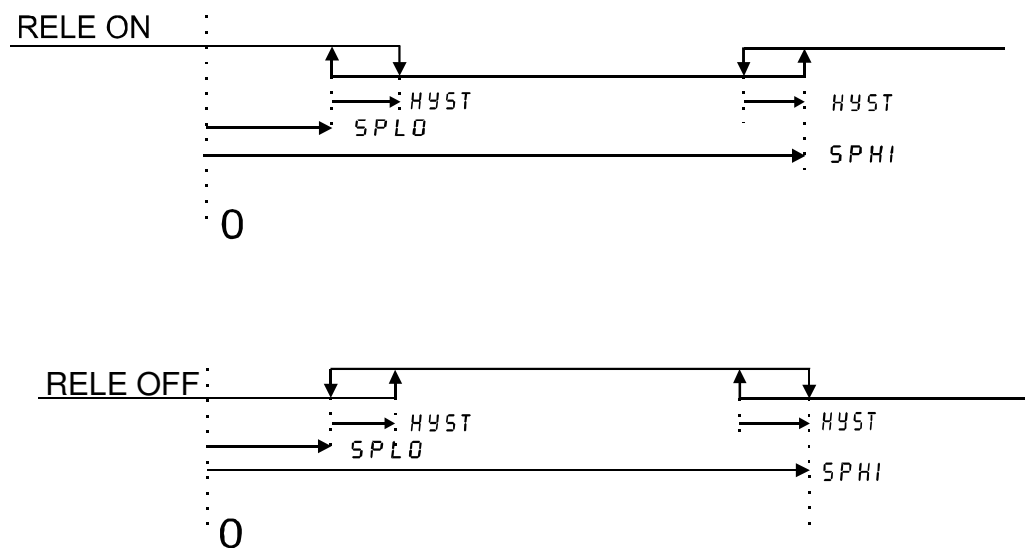 RELE ON
HYST
HYST
SPLO
SPHI
0
RELE OFF
HYST
HYST
SPLO
SPHI
0